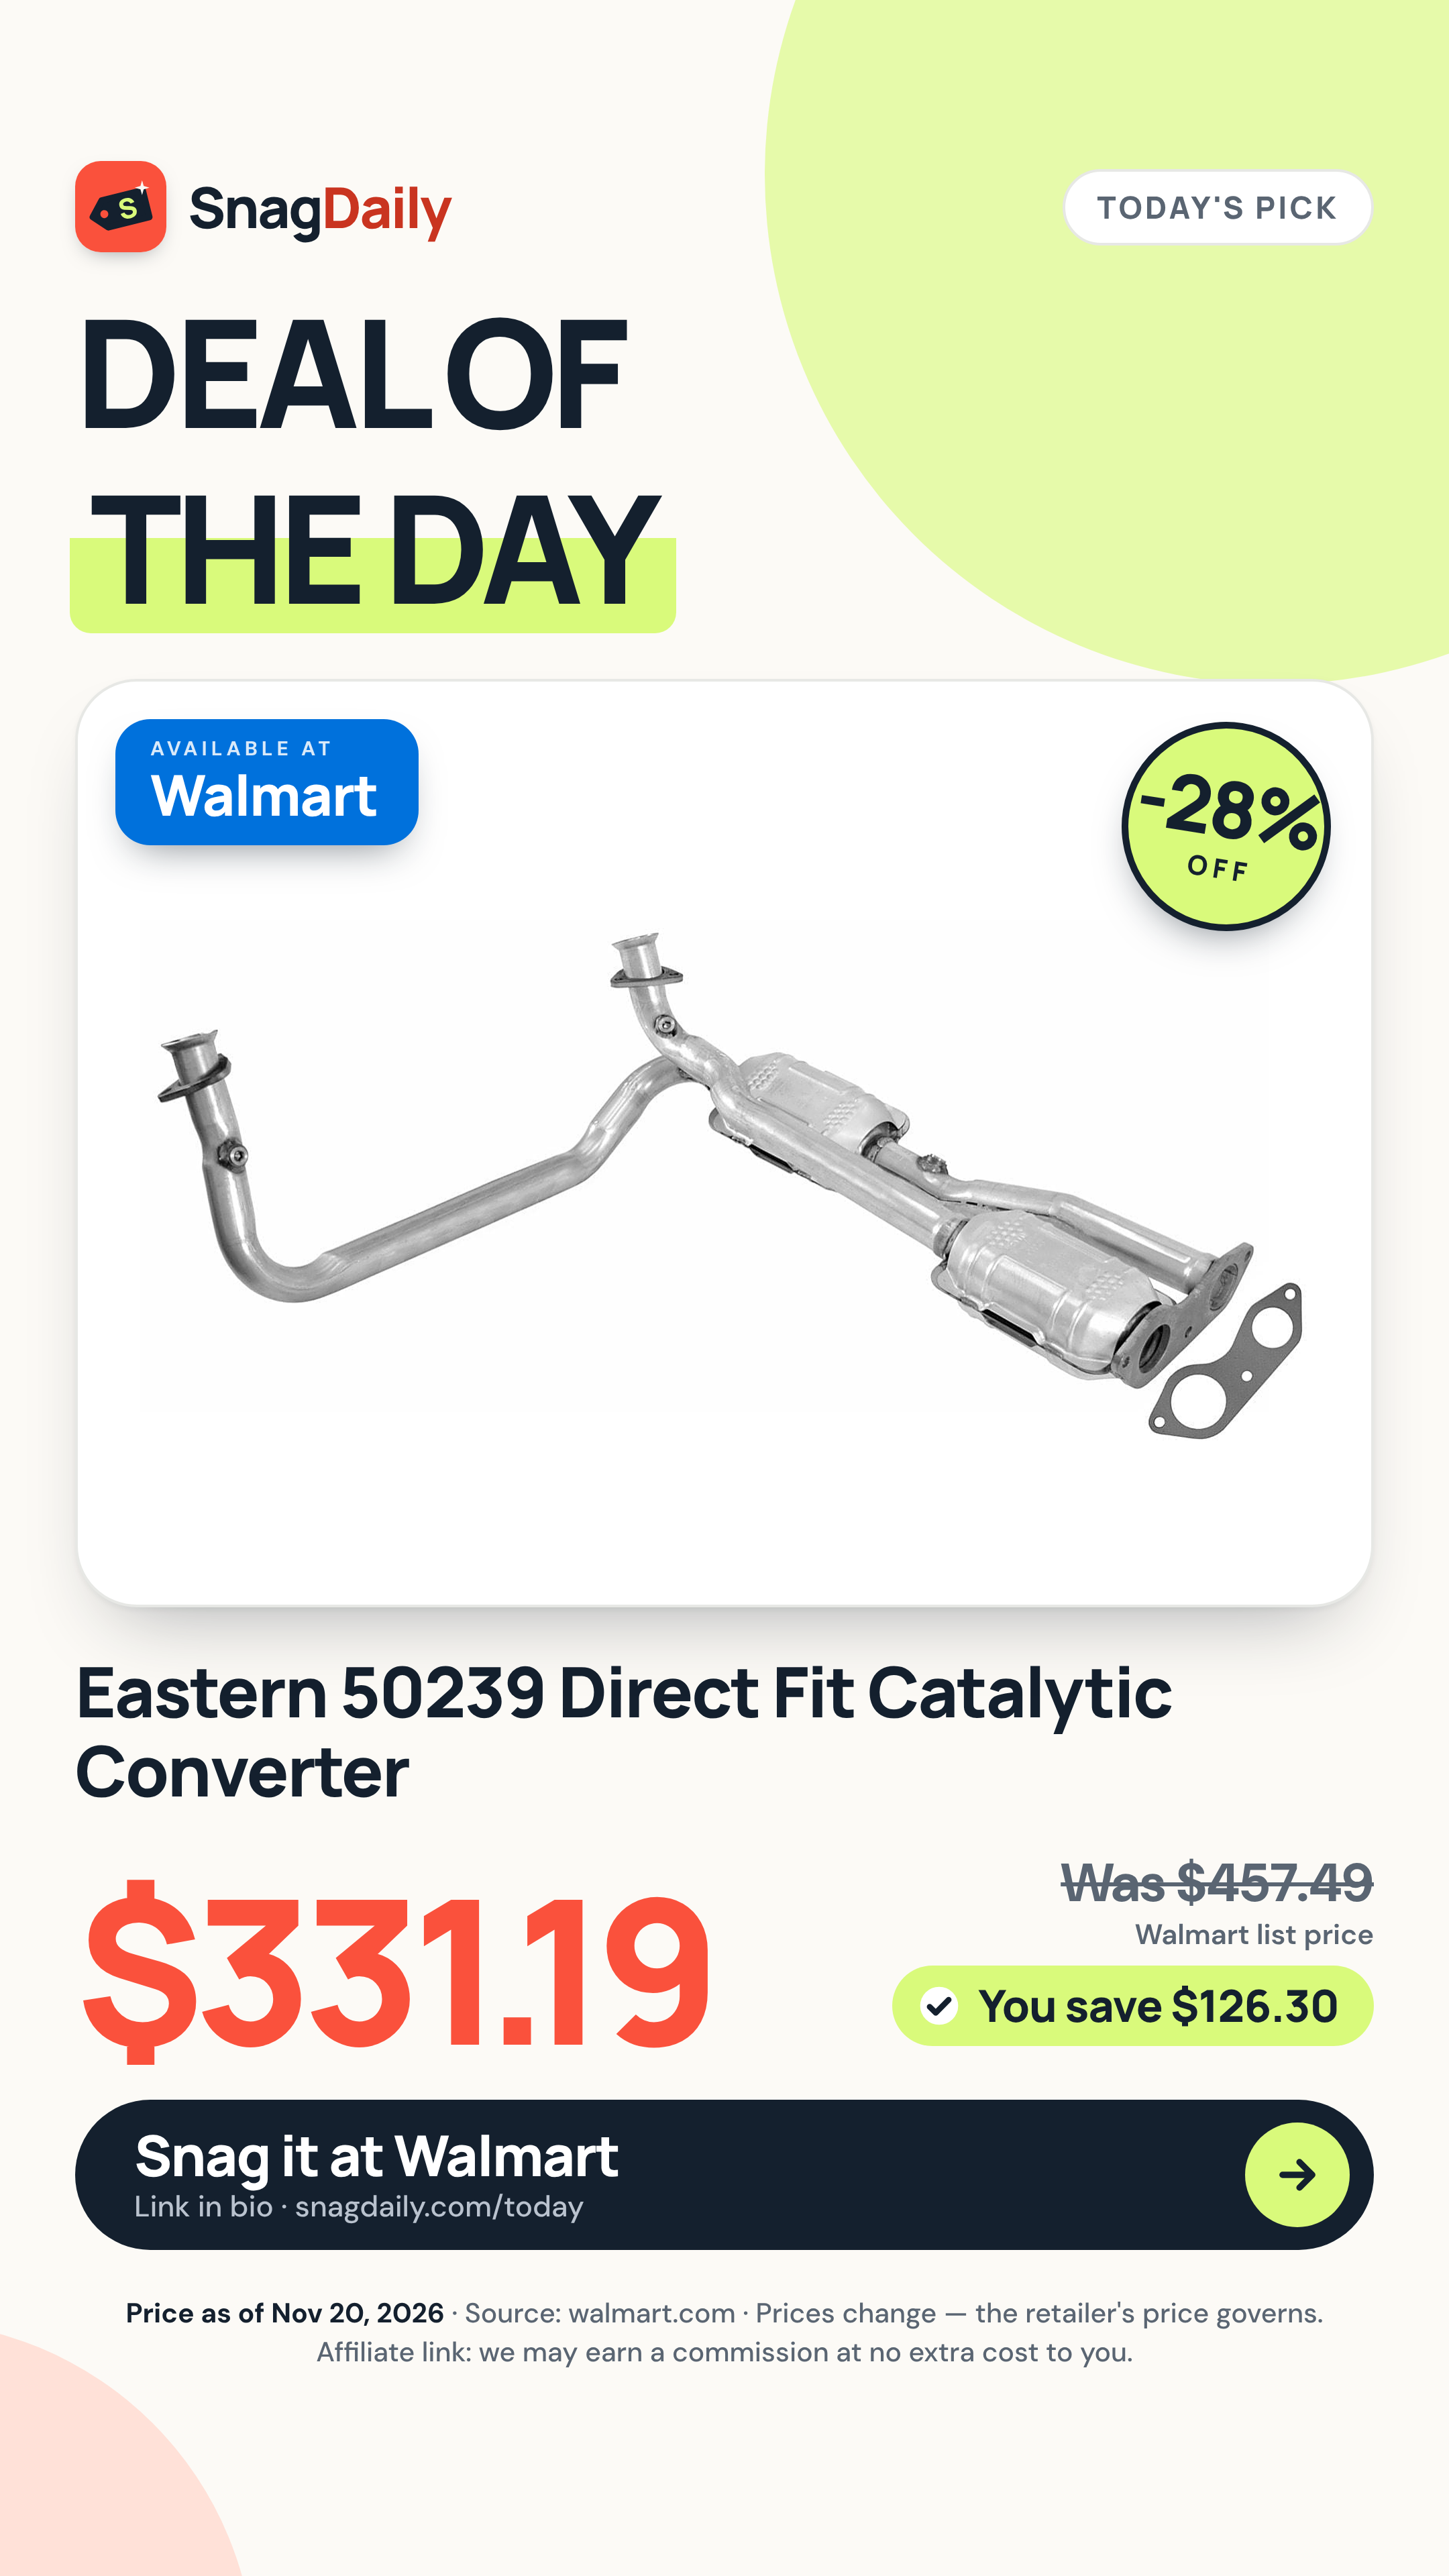 S
SnagDaily
TODAY'S PICK
DEAL OF
THE DAY
AVAILABLE AT
Walmart
-28%
OFF
Eastern 50239 Direct Fit Catalytic
Converter
$331.19
Was $457.49
Walmart list price
You save $126.30
Snag it at Walmart
Link in bio · snagdaily.com/today
Price as of Nov 20, 2026 · Source: walmart.com · Prices change — the retailer's price governs.
Affiliate link: we may earn a commission at no extra cost to you.